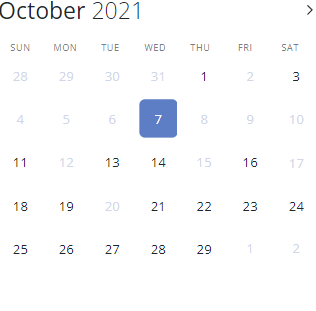 October 2021
SUN MON TUE WED THU FRI SAT
28 29 30 31 1 2 3
4 5 6 7 8 9 10
11 12 13 14 15 16 17
18 19 20 21 22 23 24
25 26 27 28 29 1 2